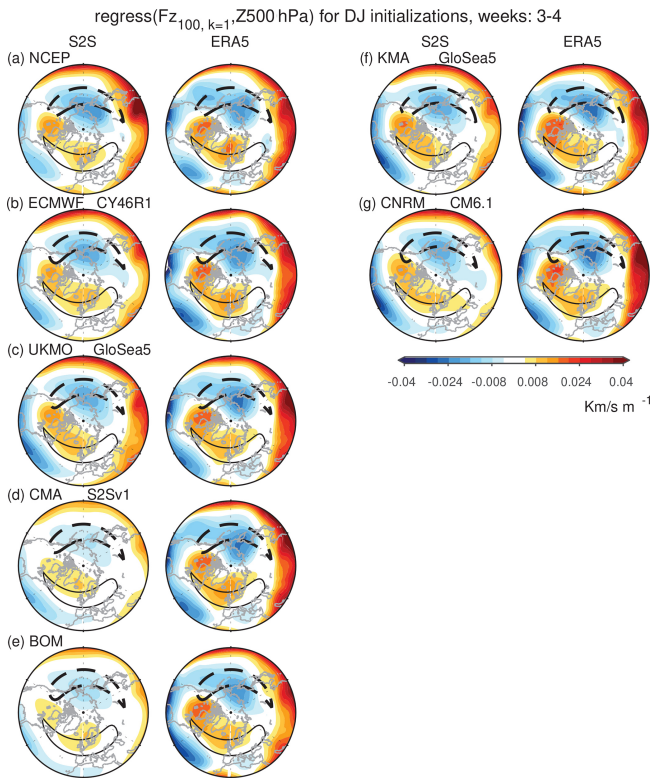 regress(Fz100, k=1,Z500 hPa) for DJ initializations, weeks: 3-4
S2S ERA5 S2S ERA5
(a) NCEP
(f) KMA GloSea5
(b) ECMWF CY46R1
(g) CNRM CM6.1
(c) UKMO GloSea5
-0.04 -0.024 -0.008 0.008 0.024 0.04
Km/s m -1
(d) CMA S2Sv1
(e) BOM